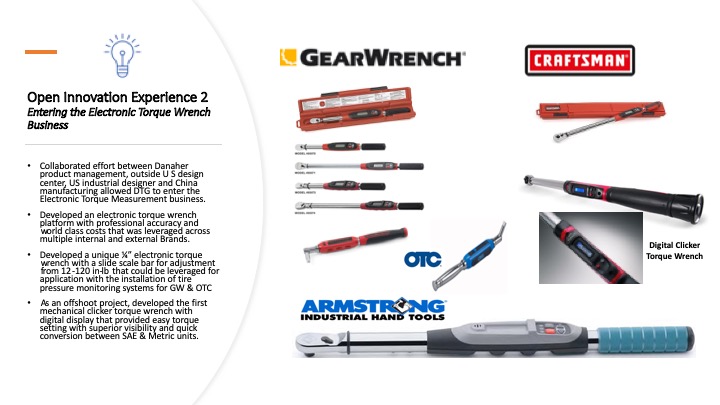 Open Innovation Experience 2
Entering the Electronic Torque Wrench
Business
• Collaborated effort between Danaher
product management, outside U S design
center, US industrial designer and China
manufacturing allowed DTG to enter the
Electronic Torque Measurement business.
• Developed an electronic torque wrench
platform with professional accuracy and
world class costs that was leveraged across
multiple internal and external Brands.
• Developed a unique ¼” electronic torque
wrench with a slide scale bar for adjustment
from 12-120 in-lb that could be leveraged for
application with the installation of tire
pressure monitoring systems for GW & OTC
• As an offshoot project, developed the first
mechanical clicker torque wrench with
digital display that provided easy torque
setting with superior visibility and quick
conversion between SAE & Metric units.
GEARWRENCH®
CRAFTSMAN®
OTC
Digital Clicker
Torque Wrench
ARMSTRONG
INDUSTRIAL HAND TOOLS